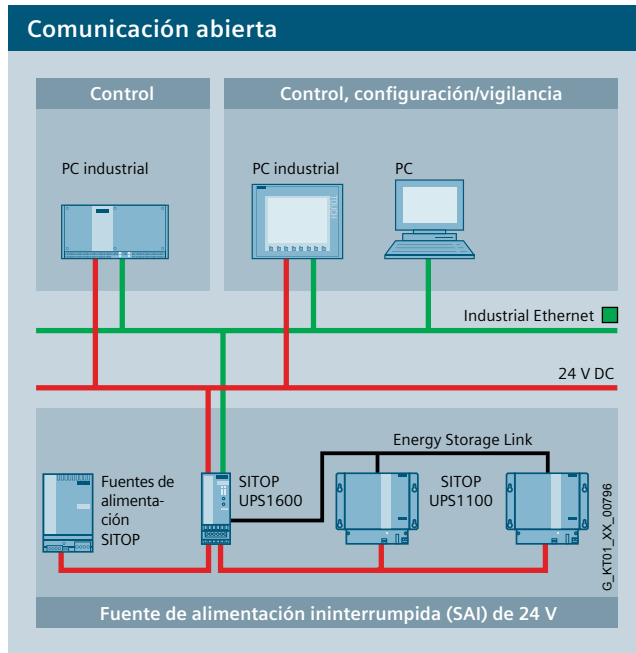 Comunicación abierta
Control
Control, configuración/vigilancia
PC industrial
PC industrial
PC
Industrial Ethernet
24 V DC
Energy Storage Link
Fuentes de
alimenta-
ción
SITOP
SITOP
UPS1600
SITOP
UPS1100
G_KT01_XX_00796
Fuente de alimentación ininterrumpida (SAI) de 24 V